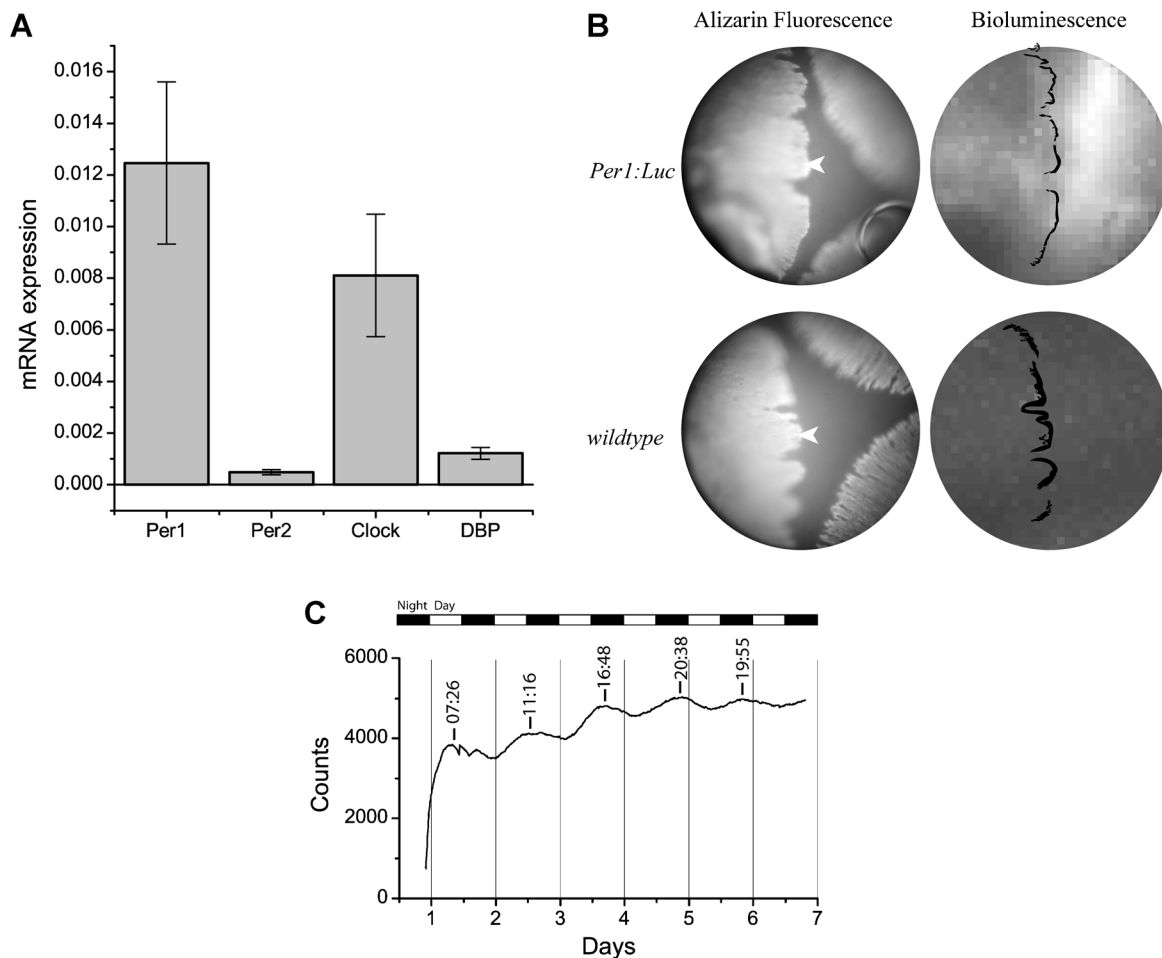 A
mRNA expression
0.016
0.014
0.012
0.010
0.008
0.006
0.004
0.002
0.000
Per1 Per2 Clock DBP
B
Alizarin Fluorescence Bioluminescence
Per1:Luc
wildtype
C
Night Day
Counts
6000
4000
2000
0
07:26
11:16
16:48
20:38
19:55
1 2 3 4 5 6 7
Days